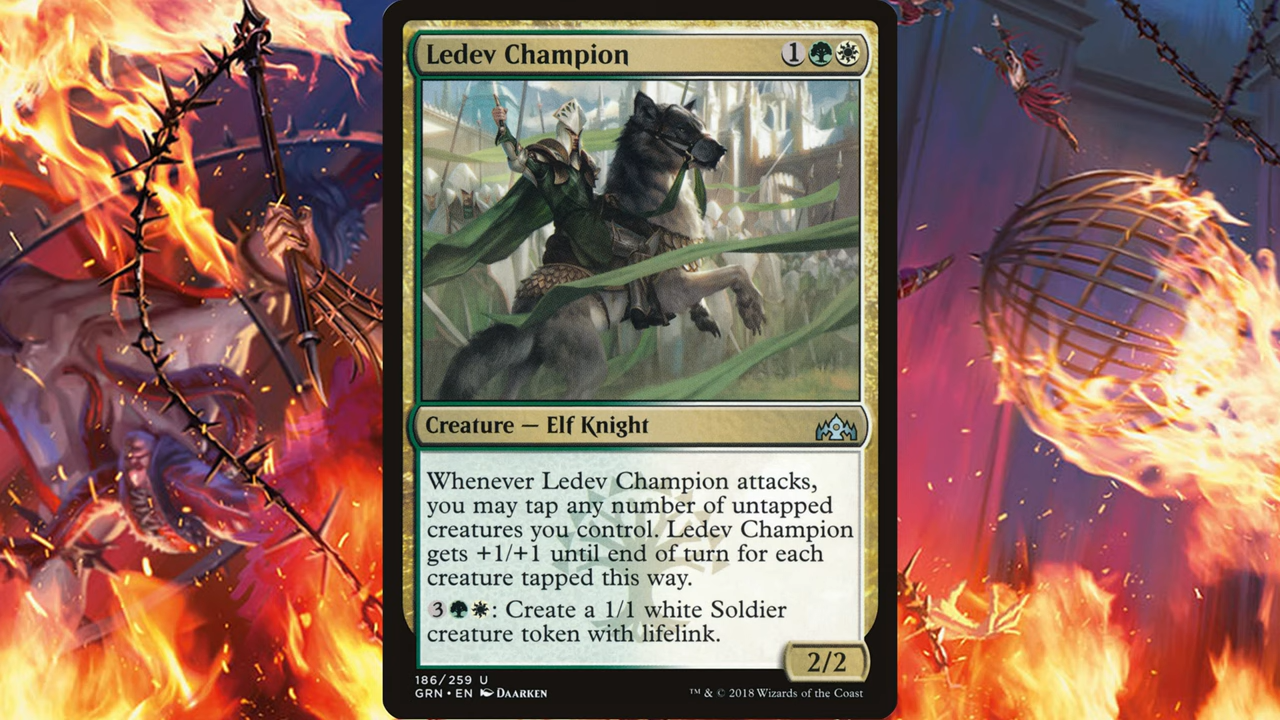 Ledev Champion 1
Creature — Elf Knight
Whenever Ledev Champion attacks,
you may tap any number of untapped
creatures you control. Ledev Champion
gets +1/+1 until end of turn for each
creature tapped this way.
3: Create a 1/1 white Soldier
creature token with lifelink.
2/2
186/259 U
GRN • EN Daarken
™ & © 2018 Wizards of the Coast